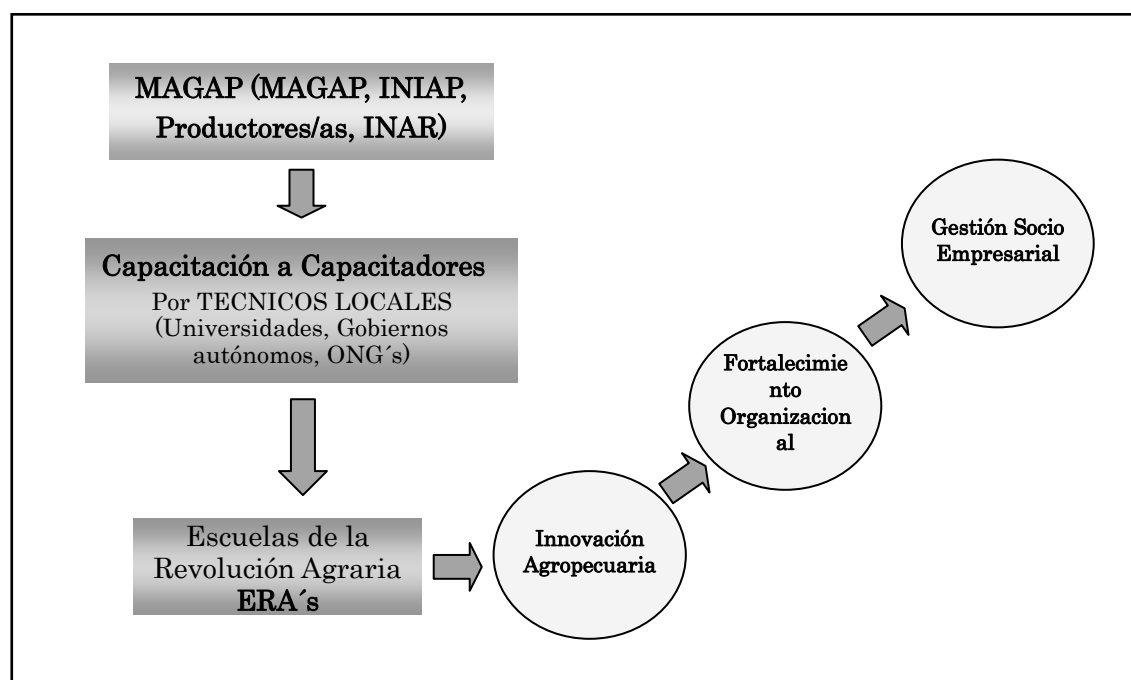 MAGAP (MAGAP, INIAP,
Productores/as, INAR)
Capacitación a Capacitadores
Por TECNICOS LOCALES
(Universidades, Gobiernos
autónomos, ONG´s)
Escuelas de la
Revolución Agraria
ERA´s
Innovación
Agropecuaria
Fortalecimie
nto
Organizacion
al
Gestión Socio
Empresarial